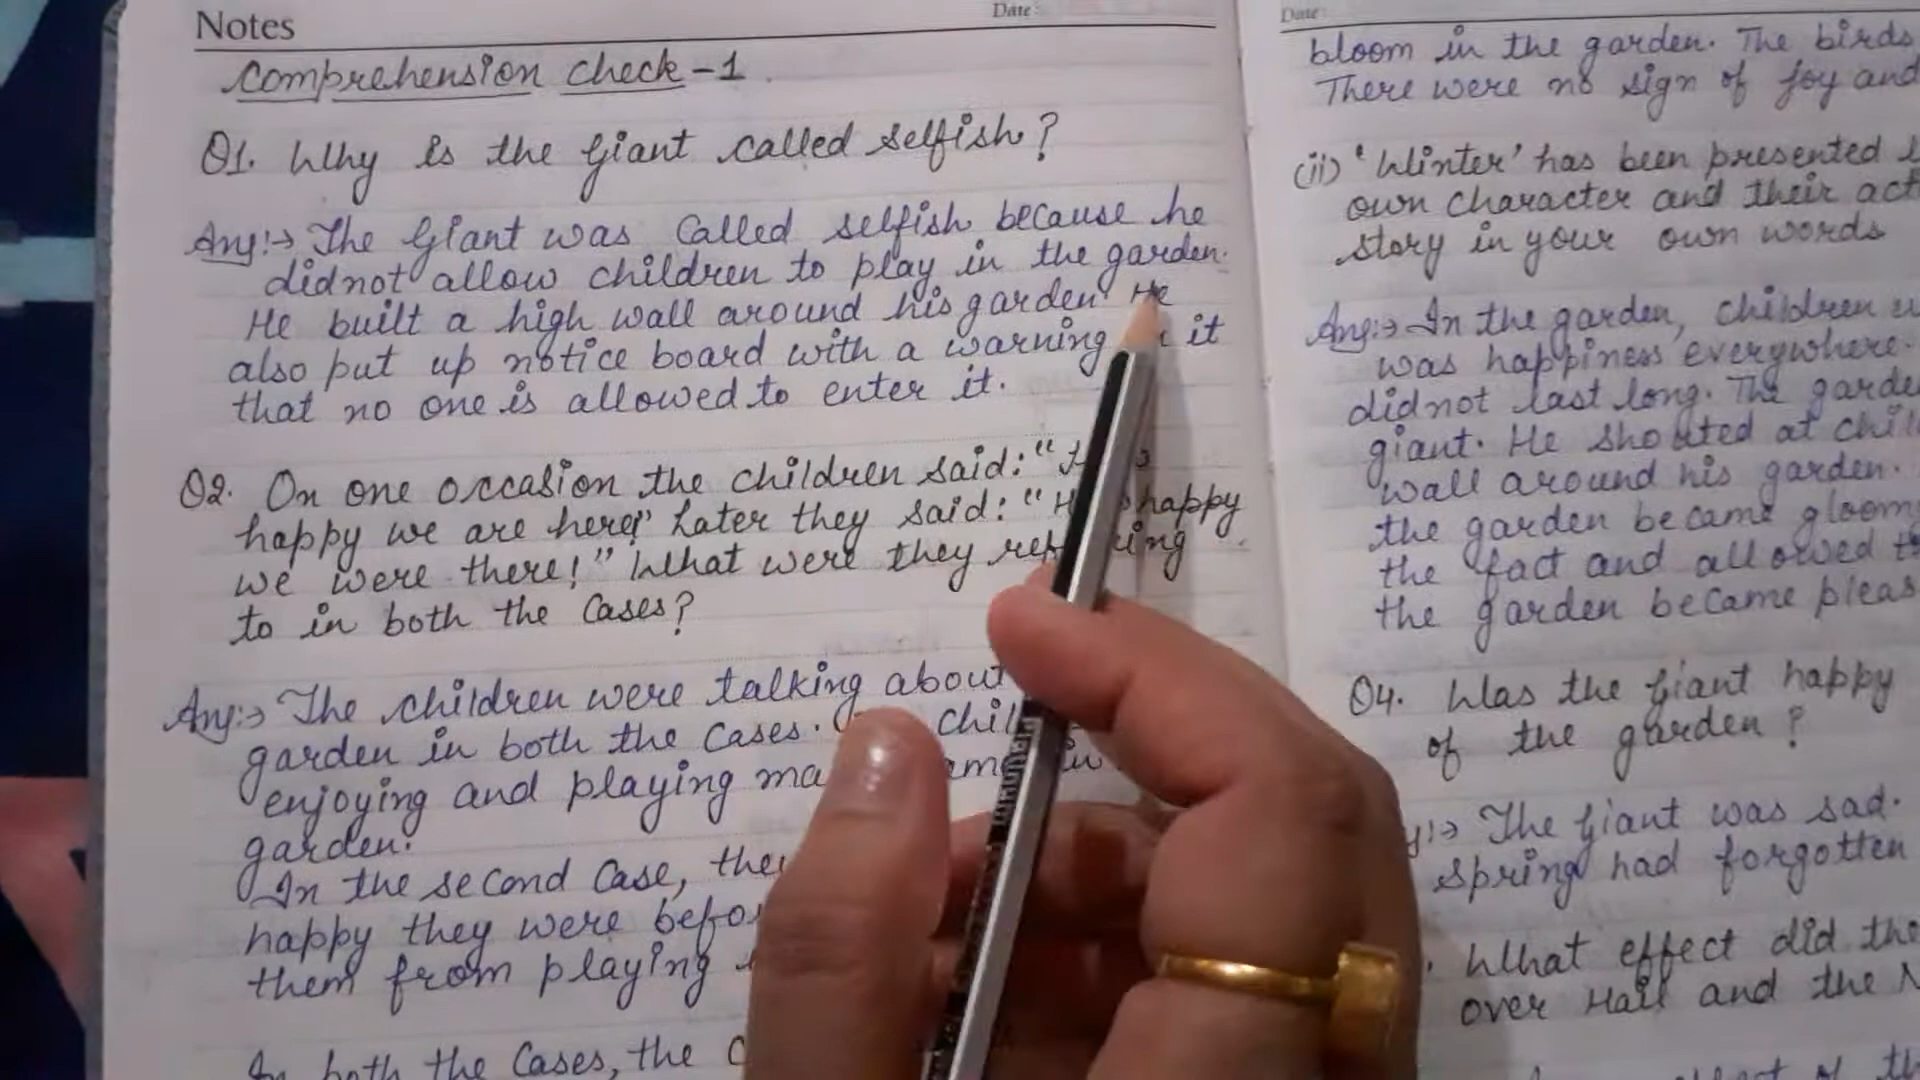 Notes
Date:
Comprehension Check-1.
Q1. Why is the Giant called selfish?
Ans:→ The Giant was called selfish because he
didnot allow children to play in the garden.
He built a high wall around his garden. He
also put up notice board with a warning it
that no one is allowed to enter it.
Q2. On one occasion the children said: "
happy we are here!" Later they said: " happy
we were there!" What were they
to in both the cases?
Ans:→ The children were talking about
garden in both the cases.
enjoying and playing
garden.
In the second case, they
happy they were
them from playing
In both the cases, the
Date:
bloom in the garden. The birds
There were no sign of joy and
(ii) 'Winter' has been presented
own character and their
story in your own words
Ans:→ In the garden, children
was happiness everywhere.
didnot last long. The
giant. He shouted at
wall around his garden.
the garden became
the fact and allowed
the garden became
Q4. Was the Giant happy
of the garden?
The Giant was sad.
Spring had forgotten
What effect did the
over Hail and the